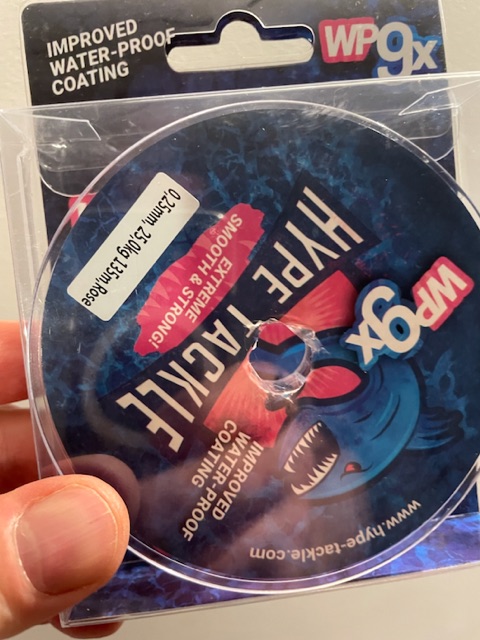 IMPROVED
WATER-PROOF
COATING
WP9x
0,25mm, 25,0kg 135m,Rose
EXTREME
SMOOTH & STRONG!
HYPE TACKLE
WP9x
IMPROVED
WATER-PROOF
COATING
www.hype-tackle.com